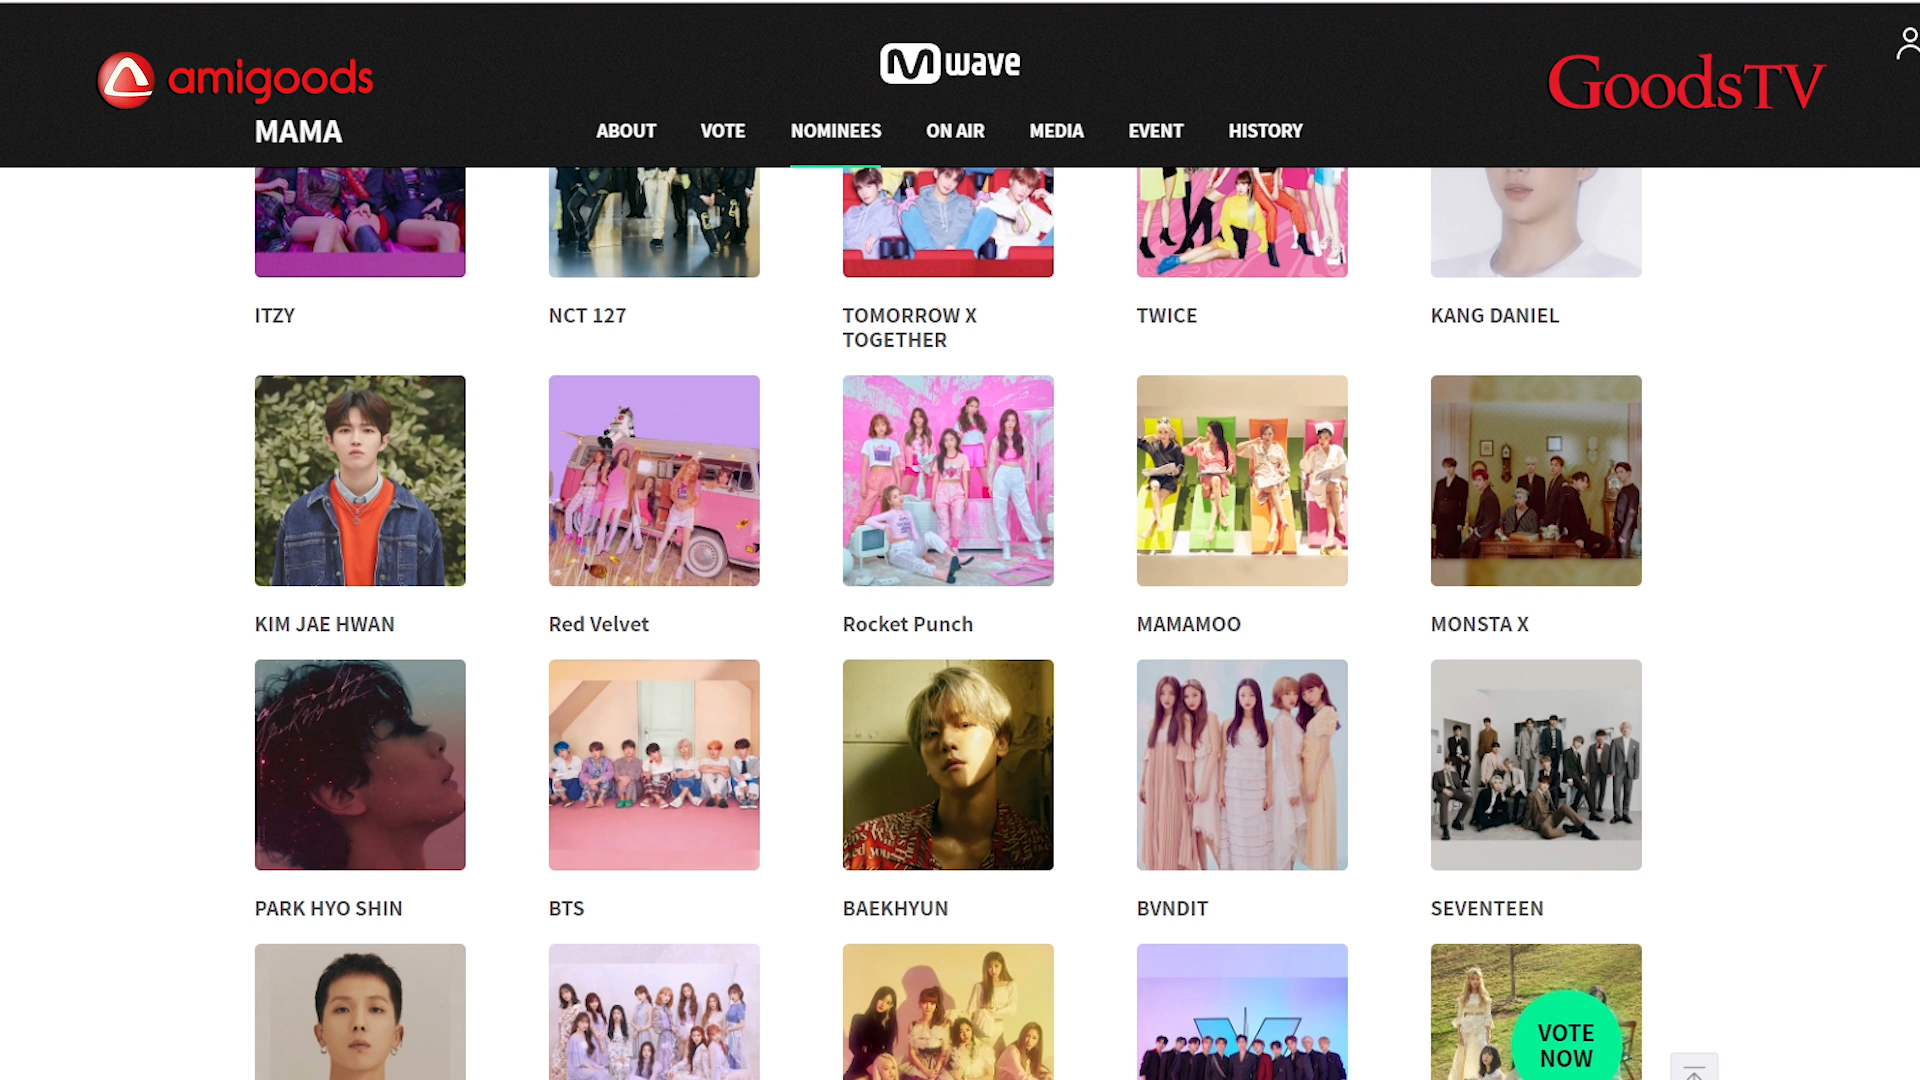 amigoods
M wave
GoodsTV
MAMA
ABOUT
VOTE
NOMINEES
ON AIR
MEDIA
EVENT
HISTORY
ITZY
NCT 127
TOMORROW X
TOGETHER
TWICE
KANG DANIEL
KIM JAE HWAN
Red Velvet
Rocket Punch
MAMAMOO
MONSTA X
PARK HYO SHIN
BTS
BAEKHYUN
BVNDIT
SEVENTEEN
VOTE
NOW